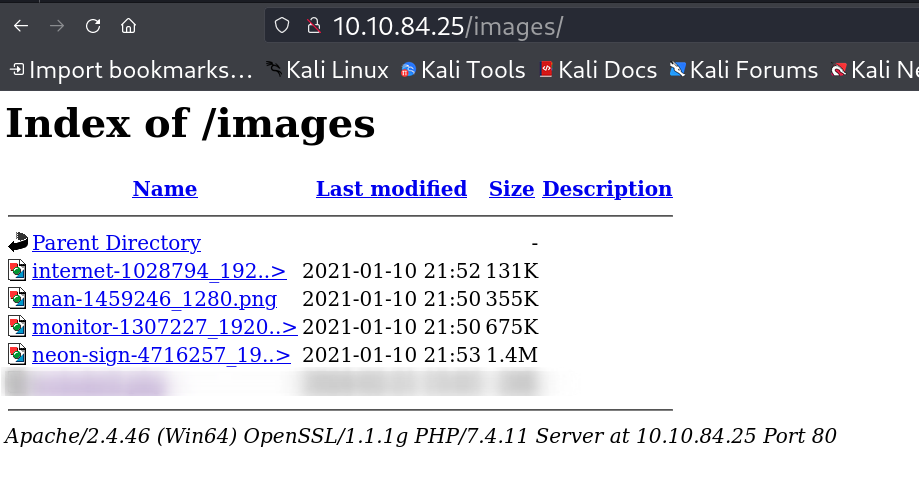 10.10.84.25/images/
Import bookmarks... Kali Linux Kali Tools Kali Docs Kali Forums Kali Ne
Index of /images
Name Last modified Size Description
Parent Directory -
internet-1028794_192..> 2021-01-10 21:52 131K
man-1459246_1280.png 2021-01-10 21:50 355K
monitor-1307227_1920..> 2021-01-10 21:50 675K
neon-sign-4716257_19..> 2021-01-10 21:53 1.4M
Apache/2.4.46 (Win64) OpenSSL/1.1.1g PHP/7.4.11 Server at 10.10.84.25 Port 80